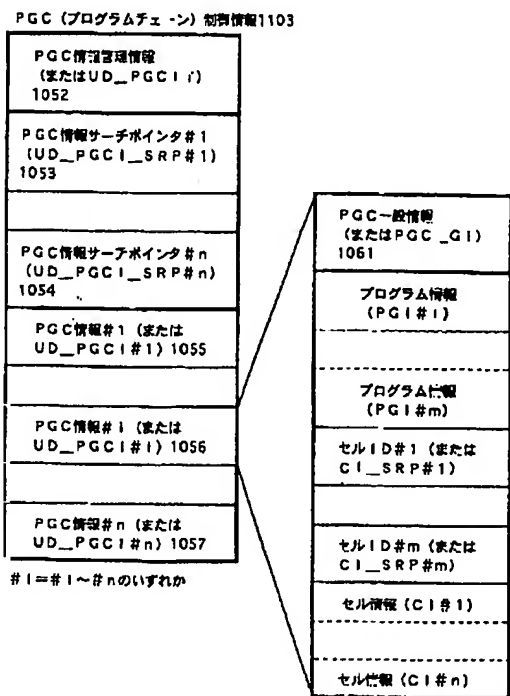 PGC (プログラムチェーン) 制御情報1103
PGC情報管理情報
(またはUD__PGCI i)
1052
PGC情報サーチポインタ#1
(UD__PGCI__SRP#1)
1053
PGC情報サーチポインタ#n
(UD__PGCI__SRP#n)
1054
PGC情報#1 (または
UD__PGCI#1) 1055
PGC情報#i (または
UD__PGCI#i) 1056
PGC情報#n (または
UD__PGCI#n) 1057
#i=#1〜#nのいずれか
PGC一般情報
(またはPGC_GI)
1061
プログラム情報
(PGI#1)
プログラム情報
(PGI#m)
セルID#1 (または
CI__SRP#1)
セルID#m (または
CI__SRP#m)
セル情報 (CI#1)
セル情報 (CI#n)